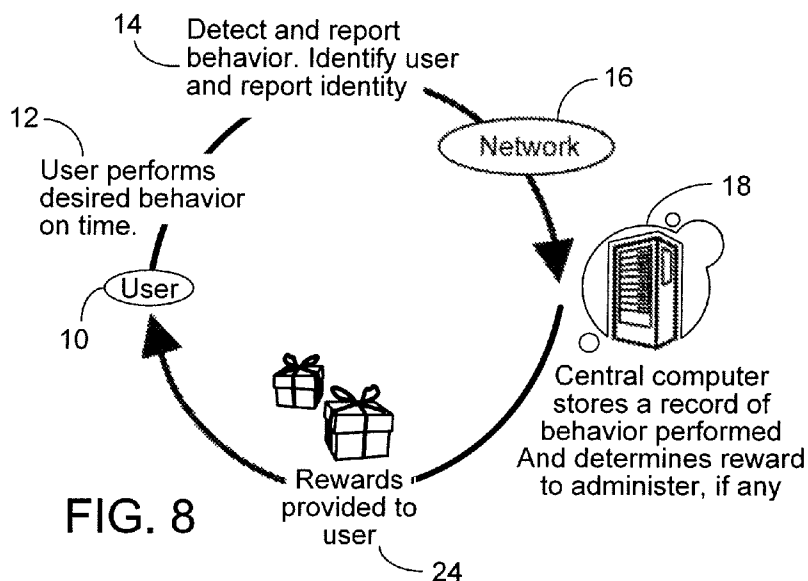 14
Detect and report
behavior. Identify user
and report identity
16
Network
12
User performs
desired behavior
on time.
18
User
10
Central computer
stores a record of
behavior performed
And determines reward
to administer, if any
Rewards
provided to
user
24
FIG. 8